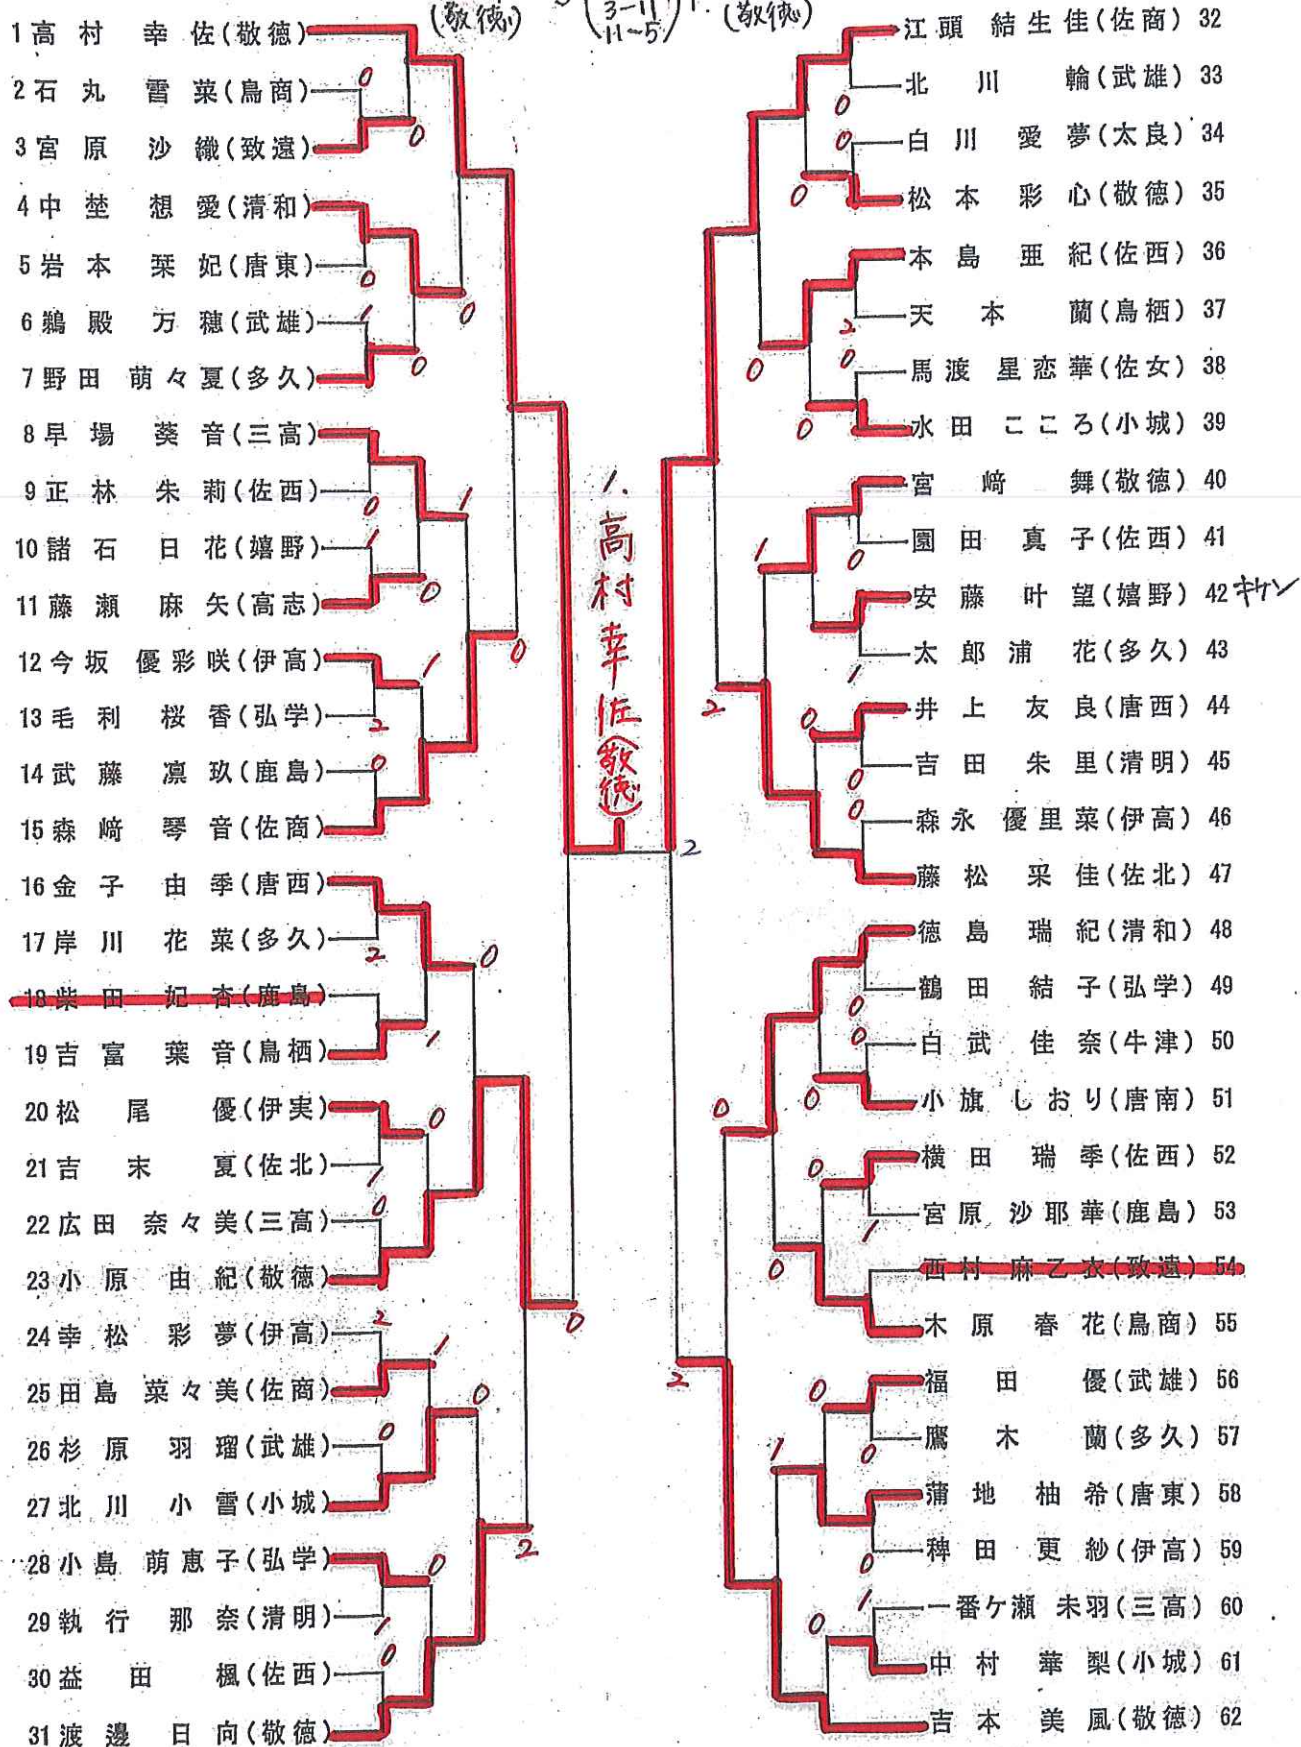 (敬徳)
3-11
11-5
(敬徳)
1 高村 幸佐(敬徳)
2 石丸 雪菜(鳥商)
3 宮原 沙織(致遠)
4 中埜 想愛(清和)
5 岩本 栞妃(唐東)
6 鵜殿 万穂(武雄)
7 野田 萌々夏(多久)
8 早場 葵音(三高)
9 正林 朱莉(佐西)
10 諸石 日花(嬉野)
11 藤瀬 麻矢(高志)
12 今坂 優彩咲(伊高)
13 毛利 桜香(弘学)
14 武藤 凛玖(鹿島)
15 森﨑 琴音(佐商)
16 金子 由季(唐西)
17 岸川 花菜(多久)
18 柴田 妃杏(鹿島)
19 吉富 葉音(鳥栖)
20 松尾 優(伊実)
21 吉末 夏(佐北)
22 広田 奈々美(三高)
23 小原 由紀(敬徳)
24 幸松 彩夢(伊高)
25 田島 菜々美(佐商)
26 杉原 羽瑠(武雄)
27 北川 小雪(小城)
28 小島 萌恵子(弘学)
29 執行 那奈(清明)
30 益田 楓(佐西)
31 渡邊 日向(敬徳)
1. 高村幸佐(敬徳)
江頭 結生佳(佐商) 32
北川 輪(武雄) 33
白川 愛夢(太良) 34
松本 彩心(敬徳) 35
本島 亜紀(佐西) 36
天本 蘭(鳥栖) 37
馬渡 星恋華(佐女) 38
水田 こころ(小城) 39
宮﨑 舞(敬徳) 40
園田 真子(佐西) 41
安藤 叶望(嬉野) 42 キケン
太郎浦 花(多久) 43
井上 友良(唐西) 44
吉田 朱里(清明) 45
森永 優里菜(伊高) 46
藤松 采佳(佐北) 47
徳島 瑞紀(清和) 48
鶴田 結子(弘学) 49
白武 佳奈(牛津) 50
小旗 しおり(唐南) 51
横田 瑞季(佐西) 52
宮原 沙耶華(鹿島) 53
西村 麻乙衣(致遠) 54
木原 春花(鳥商) 55
福田 優(武雄) 56
鷹木 蘭(多久) 57
蒲地 柚希(唐東) 58
稗田 更紗(伊高) 59
一番ケ瀬 未羽(三高) 60
中村 華梨(小城) 61
吉本 美風(敬徳) 62